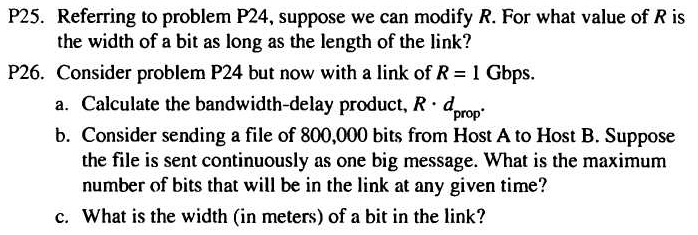 P25. Referring to problem P24, suppose we can modify R. For what value of R is
the width of a bit as long as the length of the link?
P26. Consider problem P24 but now with a link of R = 1 Gbps.
a. Calculate the bandwidth-delay product, R · dprop.
b. Consider sending a file of 800,000 bits from Host A to Host B. Suppose
the file is sent continuously as one big message. What is the maximum
number of bits that will be in the link at any given time?
c. What is the width (in meters) of a bit in the link?